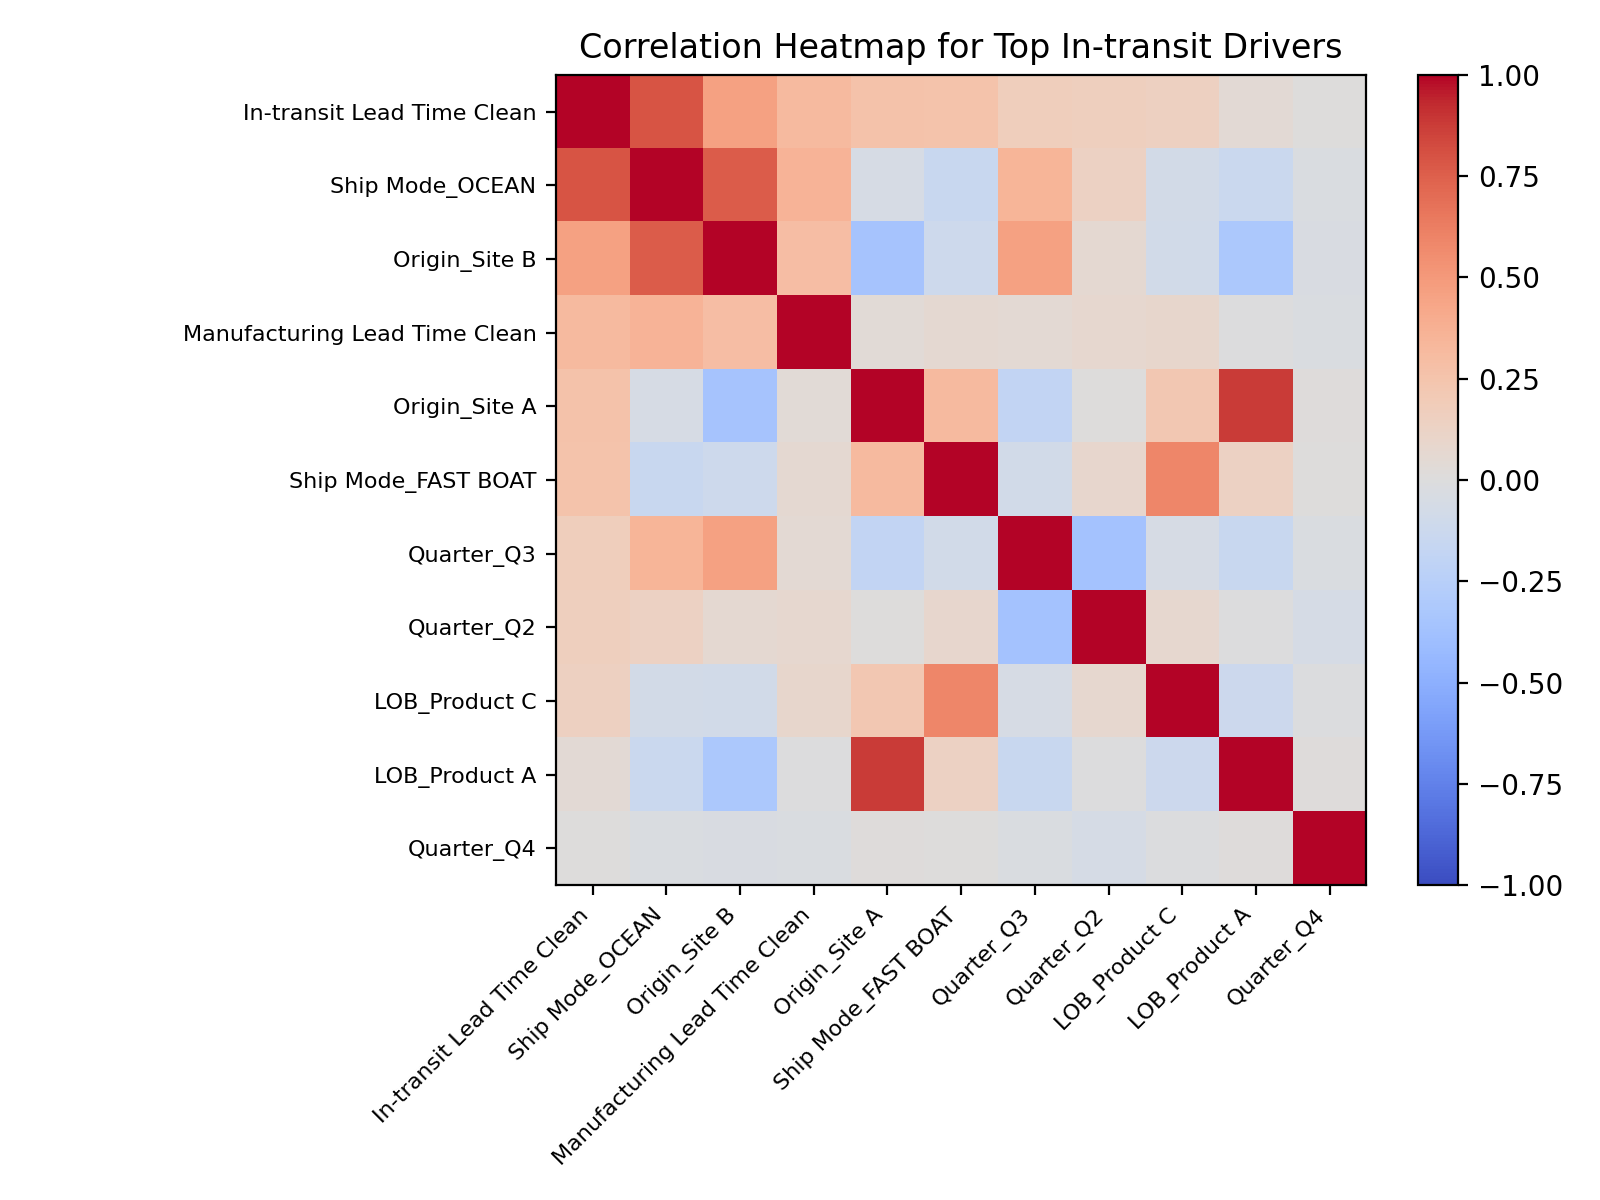 Correlation Heatmap for Top In-transit Drivers
In-transit Lead Time Clean
Ship Mode_OCEAN
Origin_Site B
Manufacturing Lead Time Clean
Origin_Site A
Ship Mode_FAST BOAT
Quarter_Q3
Quarter_Q2
LOB_Product C
LOB_Product A
Quarter_Q4
In-transit Lead Time Clean
Ship Mode_OCEAN
Origin_Site B
Manufacturing Lead Time Clean
Origin_Site A
Ship Mode_FAST BOAT
Quarter_Q3
Quarter_Q2
LOB_Product C
LOB_Product A
Quarter_Q4
1.00
0.75
0.50
0.25
0.00
−0.25
−0.50
−0.75
−1.00